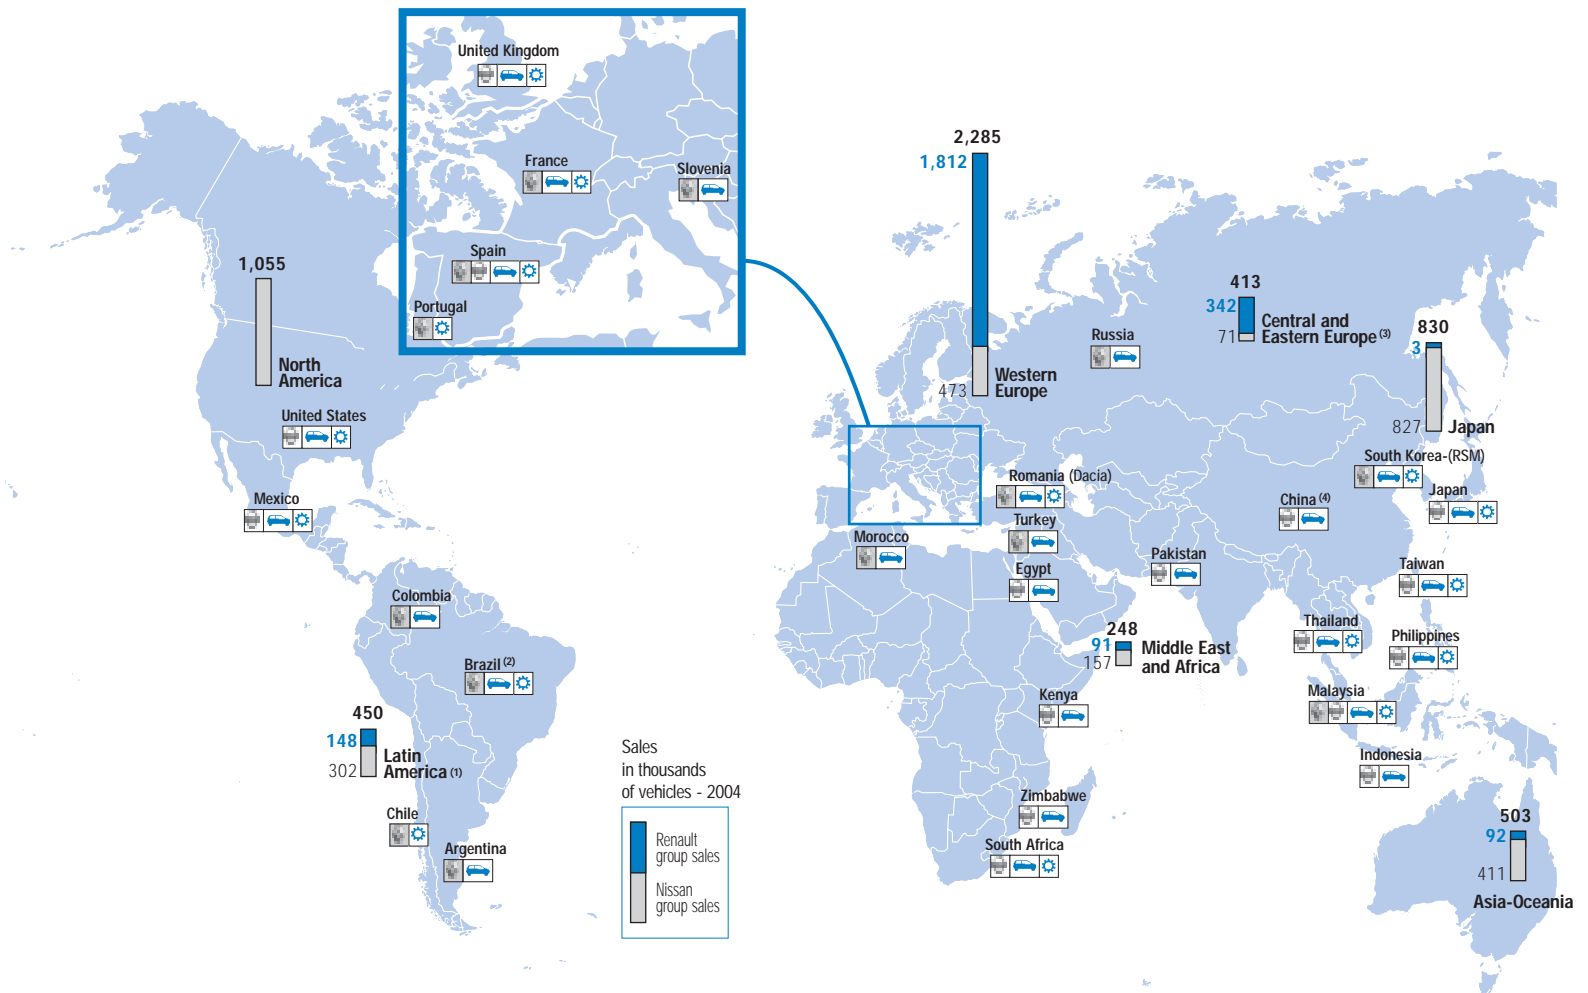 United Kingdom
France
Slovenia
Spain
Portugal
2,285
1,812
473
Western
Europe
1,055
North
America
United States
Mexico
413
342
71
Central and
Eastern Europe (3)
830
3
827
Japan
Russia
South Korea-(RSM)
Romania (Dacia)
Japan
China (4)
Turkey
Morocco
Pakistan
Egypt
Taiwan
Colombia
Thailand
Philippines
248
91
157
Middle East
and Africa
Brazil (2)
Kenya
Malaysia
450
148
302
Latin
America (1)
Indonesia
Sales
in thousands
of vehicles - 2004
Renault
group sales
Nissan
group sales
Zimbabwe
Chile
South Africa
Argentina
503
92
411
Asia-Oceania